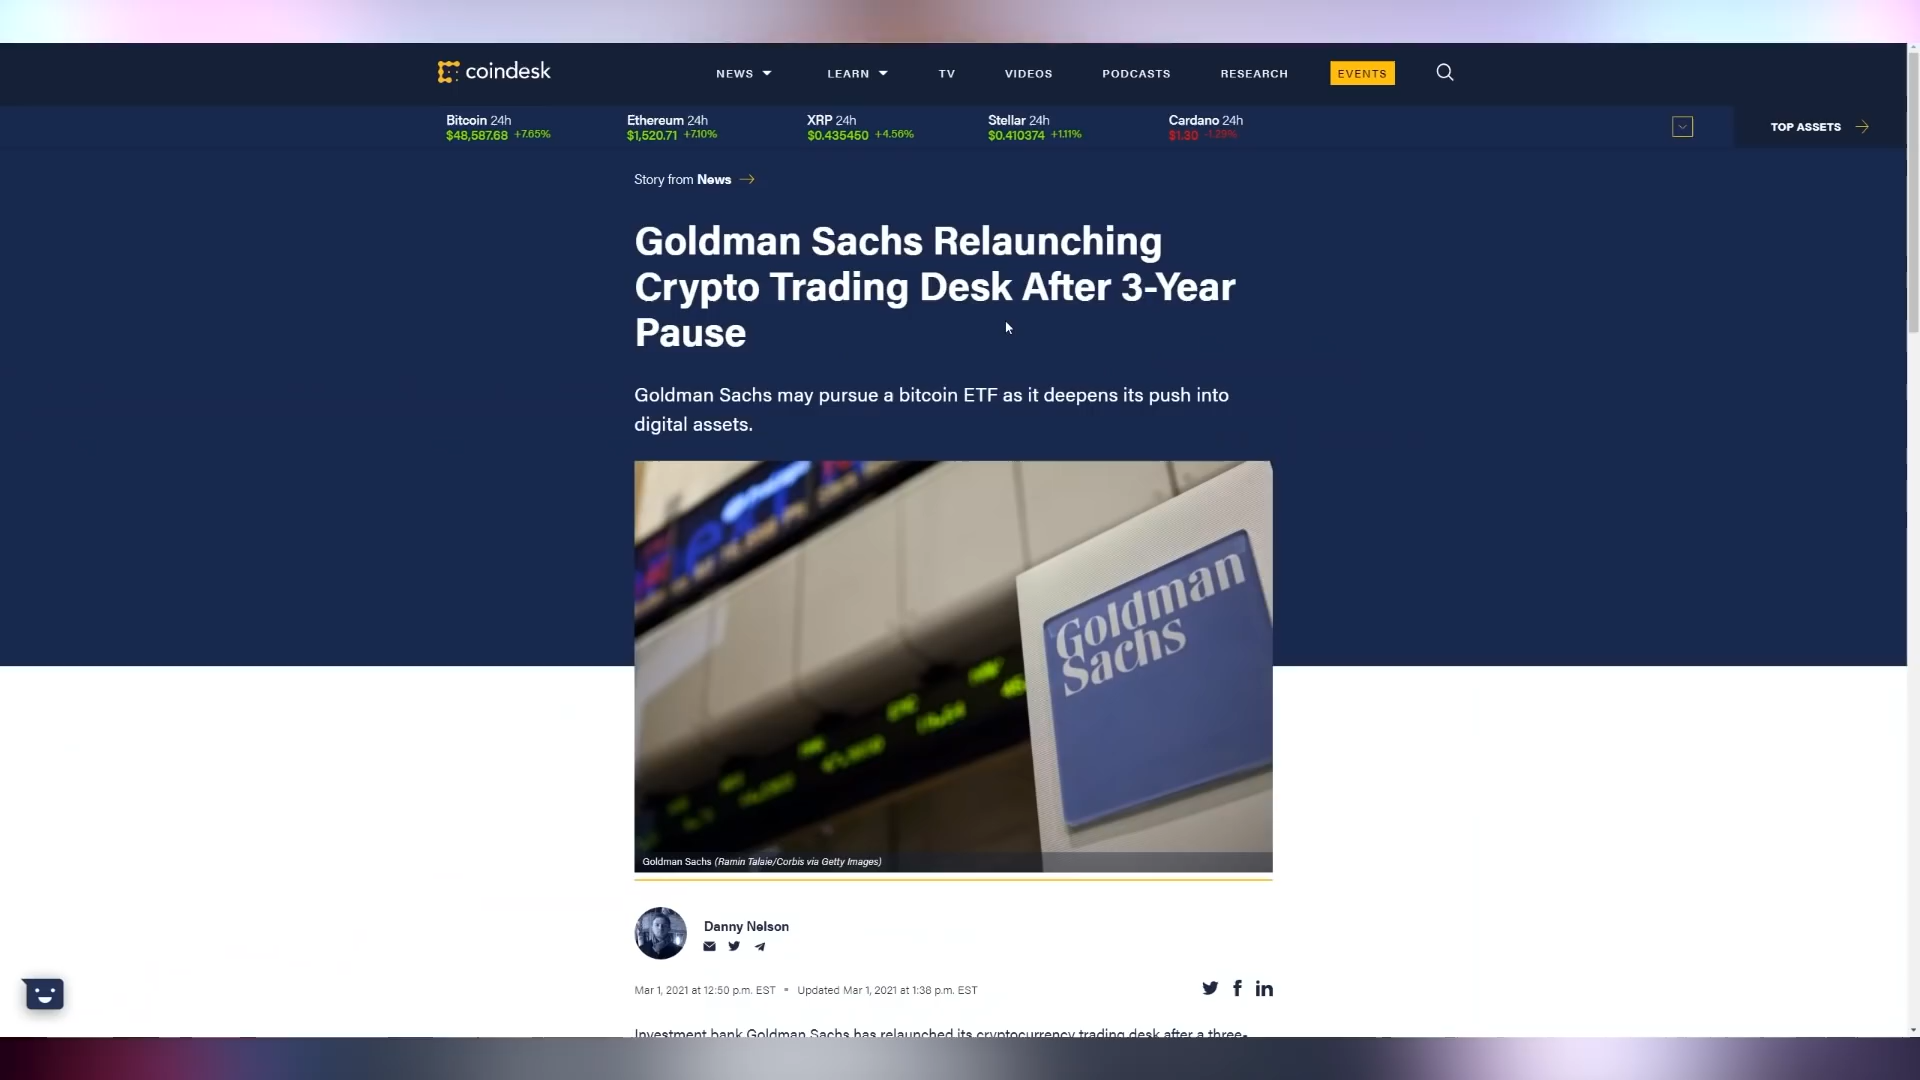 coindesk
NEWS LEARN TV VIDEOS PODCASTS RESEARCH EVENTS
Bitcoin 24h
$48,587.68 +7.65%
Ethereum 24h
$1,520.71 +7.10%
XRP 24h
$0.435450 +4.56%
Stellar 24h
$0.410374 +1.11%
Cardano 24h
$1.30 -1.29%
TOP ASSETS
Story from News
Goldman Sachs Relaunching
Crypto Trading Desk After 3-Year
Pause
Goldman Sachs may pursue a bitcoin ETF as it deepens its push into
digital assets.
Goldman
Sachs
Goldman Sachs (Ramin Talaie/Corbis via Getty Images)
Danny Nelson
Mar 1, 2021 at 12:50 p.m. EST ▪ Updated Mar 1, 2021 at 1:38 p.m. EST
Investment bank Goldman Sachs has relaunched its cryptocurrency trading desk after a three-